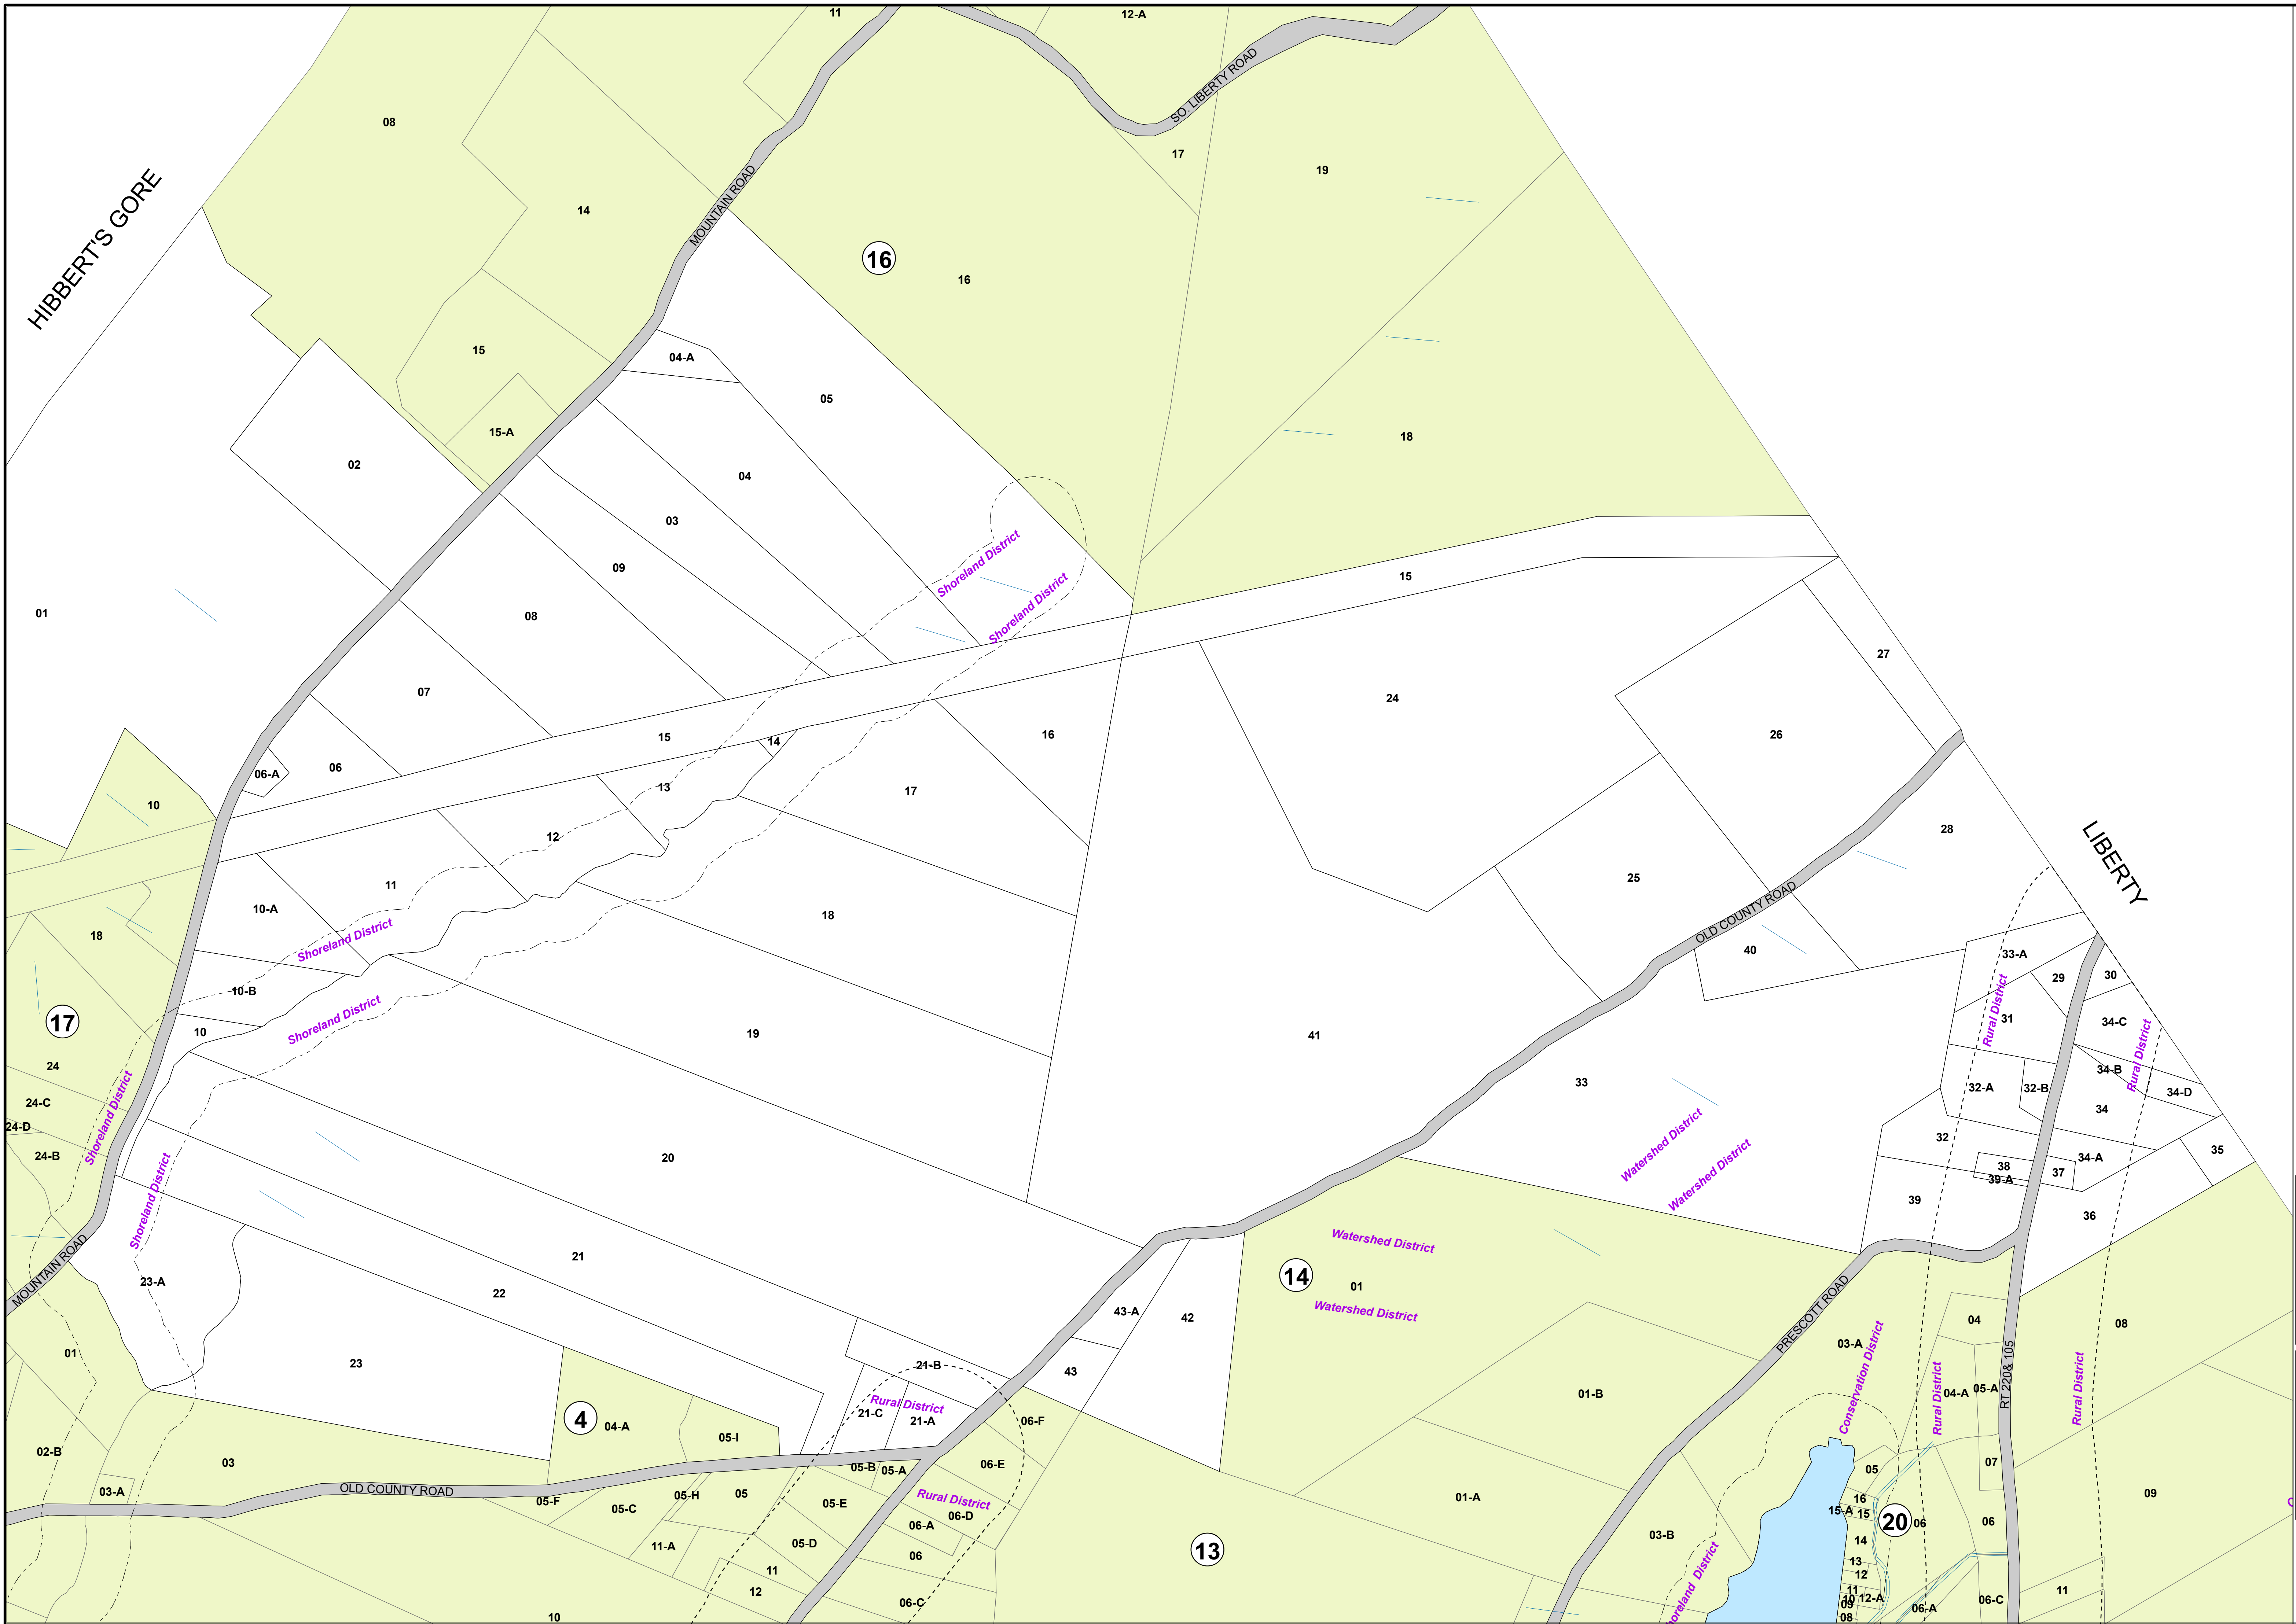 11
12-A
SO. LIBERTY ROAD
08
17
19
MOUNTAIN ROAD
14
HIBBERT'S GORE
16
16
15
04-A
05
15-A
18
02
04
03
Shoreland District
09
15
Shoreland District
01
08
27
07
24
15
14
16
26
06-A
06
13
17
10
12
28
LIBERTY
11
25
10-A
18
OLD COUNTY ROAD
18
Shoreland District
40
33-A
29
30
10-B
Rural District
17
Shoreland District
31
34-C
10
19
41
Rural District
24
33
34-B
32-A
32-B
34-D
24-C
Shoreland District
34
24-D
Watershed District
32
24-B
20
Watershed District
35
34-A
38
37
39-A
Shoreland District
39
36
21
Watershed District
MOUNTAIN ROAD
23-A
14
01
22
43-A
42
Watershed District
PRESCOTT ROAD
04
08
01
23
21-B
43
03-A
Conservation District
RT 220& 105
Rural District
Rural District
01-B
04-A
05-A
Rural District
4
04-A
21-C
21-A
06-F
05-I
02-B
03
05-B
05-A
06-E
05
07
03-A
OLD COUNTY ROAD
05-F
05-C
05-H
05
05-E
Rural District
06-D
01-A
16
15-A
15
20
06
06
09
06-A
03-B
11-A
05-D
06
13
14
13
11
12
12
06-C
10
11
10
12-A
09
08
06-A
06-C
11